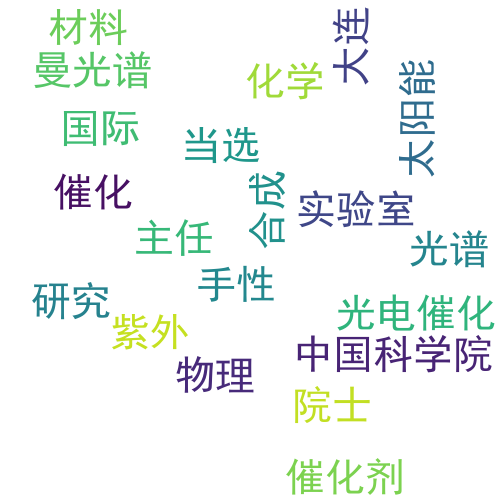 材料
大连
曼光谱
化学
太阳能
国际
当选
催化
合成
实验室
主任
光谱
手性
研究
光电催化
紫外
中国科学院
物理
院士
催化剂